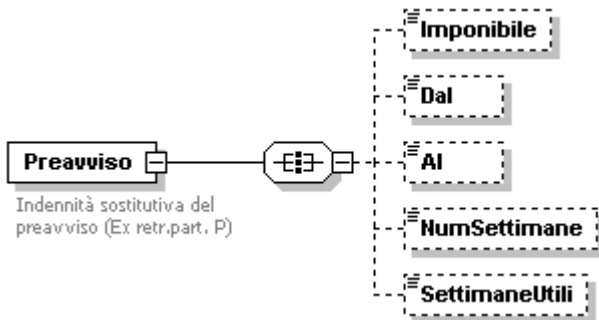 Imponibile
Dal
Al
Preavviso
Indennità sostitutiva del
preavviso (Ex retr.part. P)
NumSettimane
SettimaneUtili